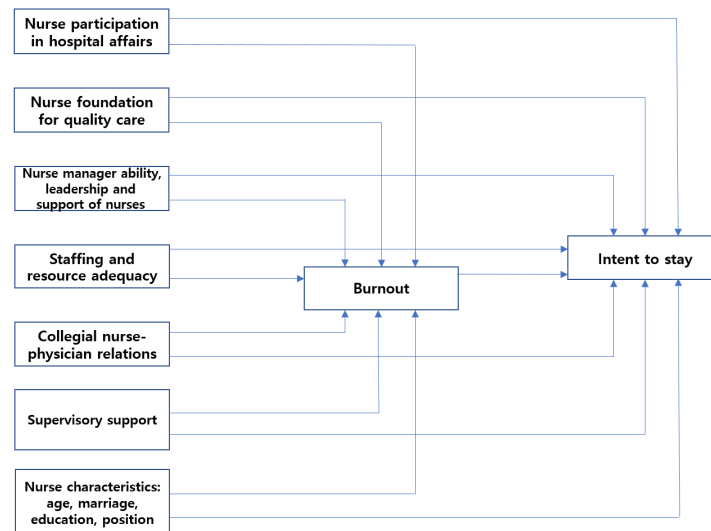 Nurse participation
in hospital affairs
Nurse foundation
for quality care
Nurse manager ability,
leadership and
support of nurses
Staffing and
resource adequacy
Intent to stay
Burnout
Collegial nurse-
physician relations
Supervisory support
Nurse characteristics:
age, marriage,
education, position